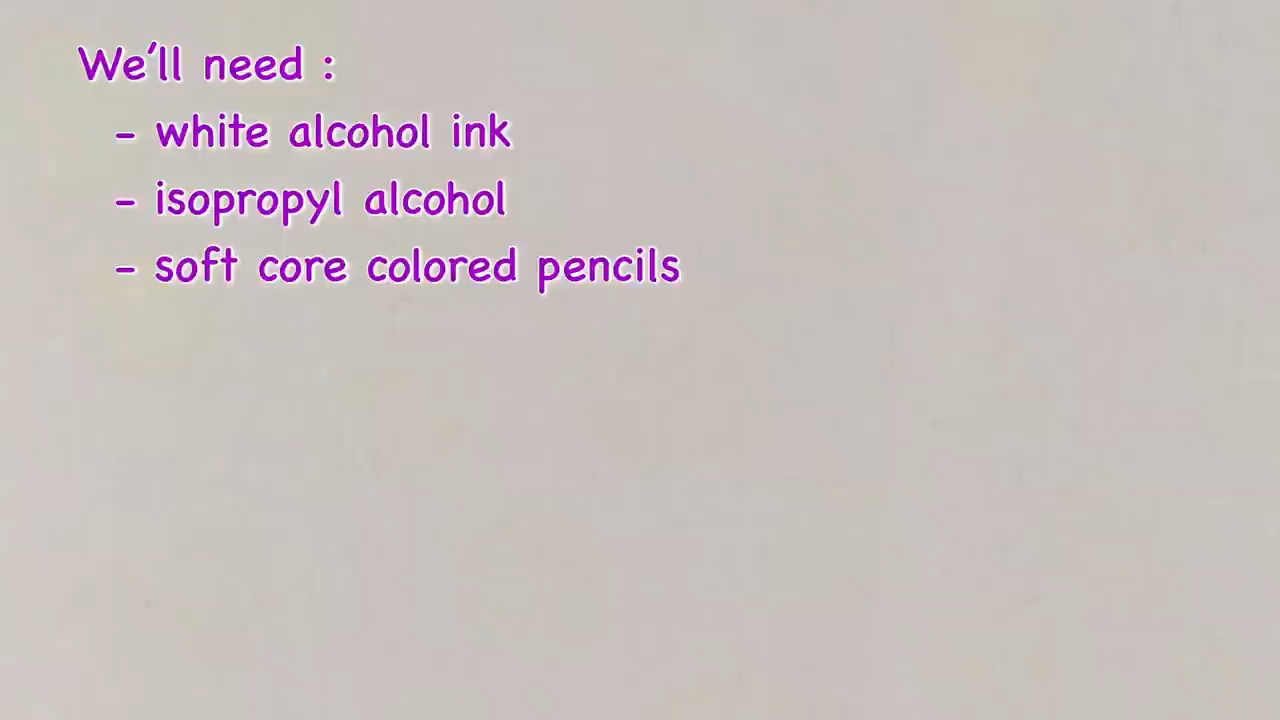 We'll need :
- white alcohol ink
- isopropyl alcohol
- soft core colored pencils